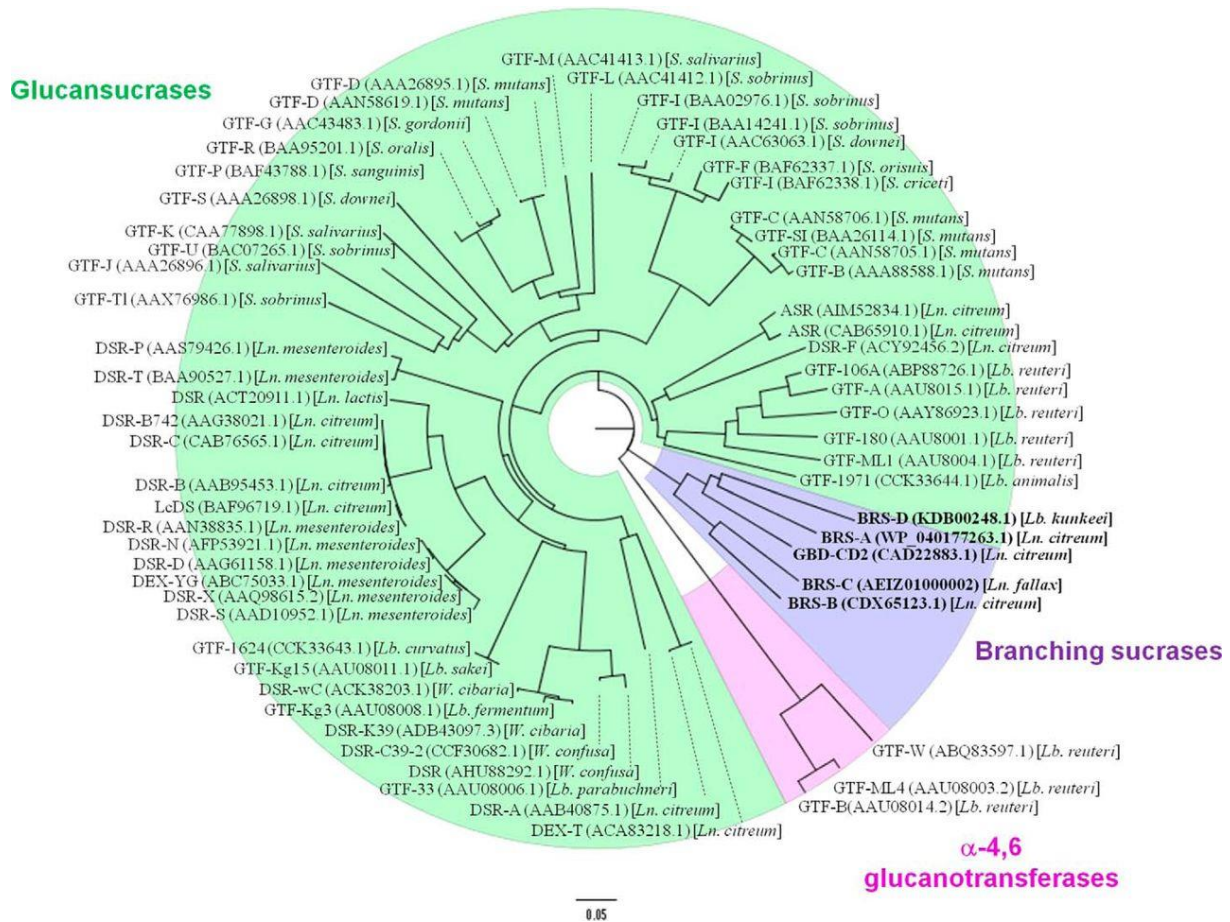 Glucansucrases
GTF-M (AAC41413.1) [S. salivarius]
GTF-L (AAC41412.1) [S. sobrinus]
GTF-D (AAA26895.1) [S. mutans]
GTF-D (AAN58619.1) [S. mutans]
GTF-G (AAC43483.1) [S. gordonii]
GTF-R (BAA95201.1) [S. oralis]
GTF-P (BAF43788.1) [S. sanguinis]
GTF-S (AAA26898.1) [S. downei]
GTF-K (CAA77898.1) [S. salivarius]
GTF-U (BAC07265.1) [S. sobrinus]
GTF-J (AAA26896.1) [S. salivarius]
GTF-Tl (AAX76986.1) [S. sobrinus]
DSR-P (AAS79426.1) [Ln. mesenteroides]
DSR-T (BAA90527.1) [Ln. mesenteroides]
DSR (ACT20911.1) [Ln. lactis]
DSR-B742 (AAG38021.1) [Ln. citreum]
DSR-C (CAB76565.1) [Ln. citreum]
DSR-B (AAB95453.1) [Ln. citreum]
LcDS (BAF96719.1) [Ln. citreum]
DSR-R (AAN38835.1) [Ln. mesenteroides]
DSR-N (AFP53921.1) [Ln. mesenteroides]
DSR-D (AAG61158.1) [Ln. mesenteroides]
DEX-YG (ABC75033.1) [Ln. mesenteroides]
DSR-X (AAQ98615.2) [Ln. mesenteroides]
DSR-S (AAD10952.1) [Ln. mesenteroides]
GTF-1624 (CCK33643.1) [Lb. curvatus]
GTF-Kg15 (AAU08011.1) [Lb. sakei]
DSR-wC (ACK38203.1) [W. cibaria]
GTF-Kg3 (AAU08008.1) [Lb. fermentum]
DSR-K39 (ADB43097.3) [W. cibaria]
DSR-C39-2 (CCF30682.1) [W. confusa]
DSR (AHU88292.1) [W. confusa]
GTF-33 (AAU08006.1) [Lb. parabuchneri]
DSR-A (AAB40875.1) [Ln. citreum]
DEX-T (ACA83218.1) [Ln. citreum]
GTF-I (BAA02976.1) [S. sobrinus]
GTF-I (BAA14241.1) [S. sobrinus]
GTF-I (AAC63063.1) [S. downei]
GTF-F (BAF62337.1) [S. orisuis]
GTF-I (BAF62338.1) [S. criceti]
GTF-C (AAN58706.1) [S. mutans]
GTF-SI (BAA26114.1) [S. mutans]
GTF-C (AAN58705.1) [S. mutans]
GTF-B (AAA88588.1) [S. mutans]
ASR (AIM52834.1) [Ln. citreum]
ASR (CAB65910.1) [Ln. citreum]
DSR-F (ACY92456.2) [Ln. citreum]
GTF-106A (ABP88726.1) [Lb. reuteri]
GTF-A (AAU8015.1) [Lb. reuteri]
GTF-O (AAY86923.1) [Lb. reuteri]
GTF-180 (AAU8001.1) [Lb. reuteri]
GTF-ML1 (AAU8004.1) [Lb. reuteri]
GTF-1971 (CCK33644.1) [Lb. animalis]
BRS-D (KDB00248.1) [Lb. kunkeei]
BRS-A (WP_040177263.1) [Ln. citreum]
GBD-CD2 (CAD22883.1) [Ln. citreum]
BRS-C (AEIZ01000002) [Ln. fallax]
BRS-B (CDX65123.1) [Ln. citreum]
Branching sucrases
GTF-W (ABQ83597.1) [Lb. reuteri]
GTF-ML4 (AAU08003.2) [Lb. reuteri]
GTF-B(AAU08014.2) [Lb. reuteri]
α-4,6
glucanotransferases
0.05